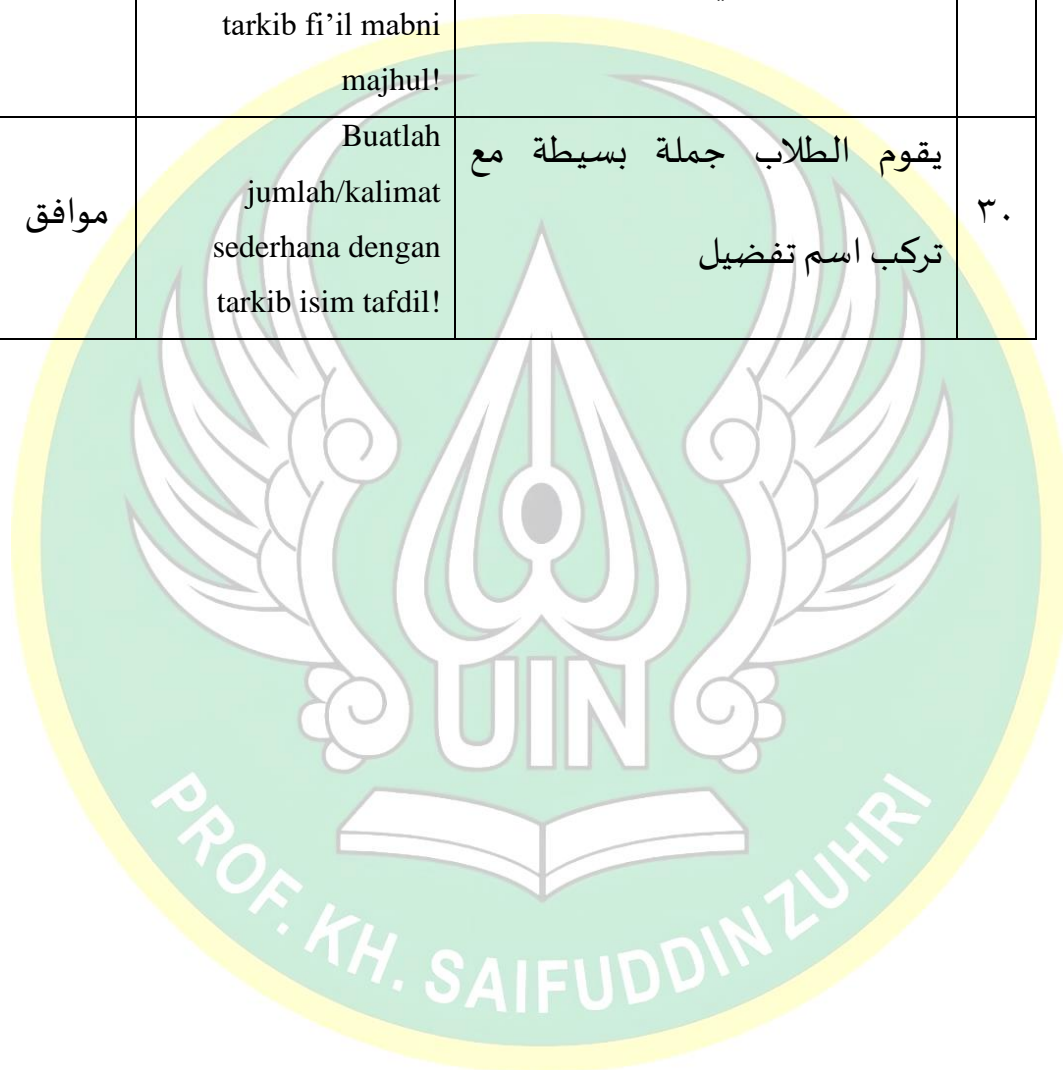 tarkib fi’il mabni
majhul!
٣٠
يقوم الطلاب جملة بسيطة مع
تركب اسم تفضيل
Buatlah
jumlah/kalimat
sederhana dengan
tarkib isim tafdil!
موافق
UIN
PROF. KH. SAIFUDDIN ZUHRI